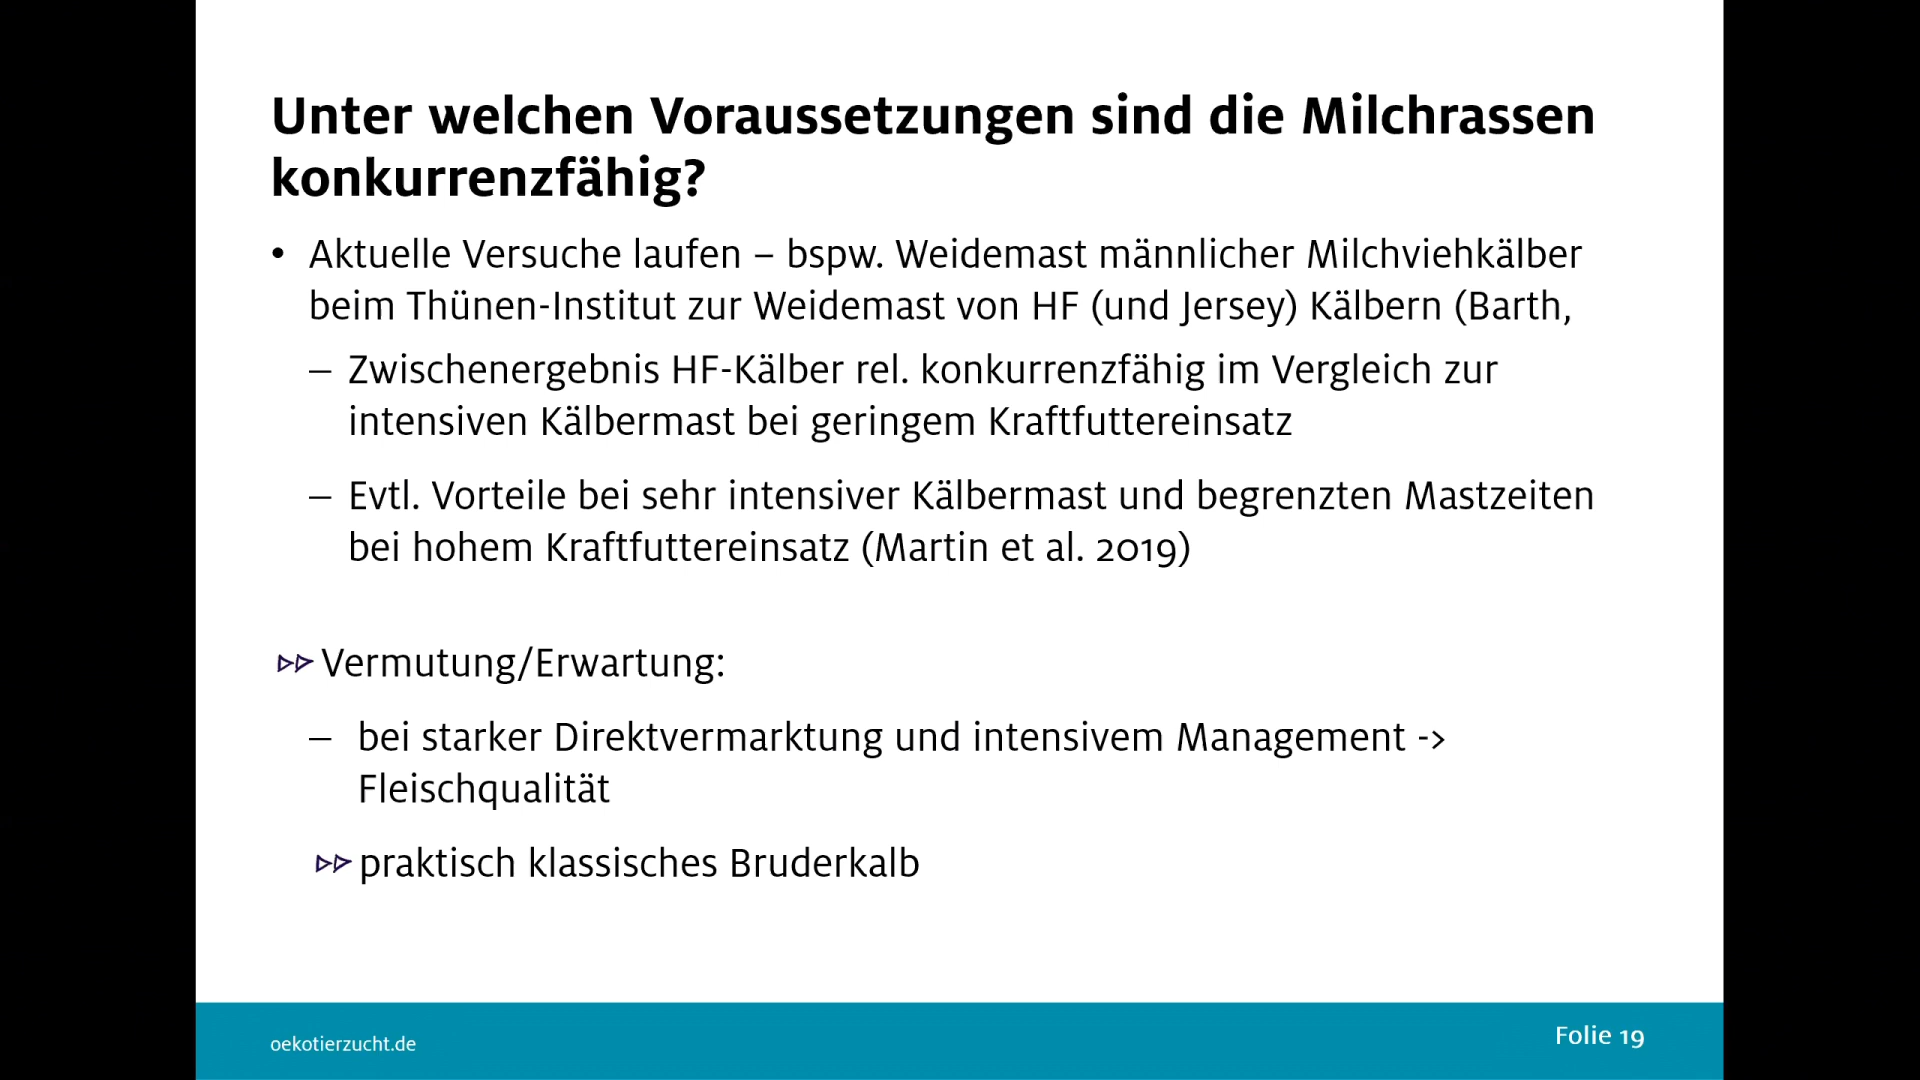 Unter welchen Voraussetzungen sind die Milchrassen
konkurrenzfähig?
• Aktuelle Versuche laufen – bspw. Weidemast männlicher Milchviehkälber
beim Thünen-Institut zur Weidemast von HF (und Jersey) Kälbern (Barth,
– Zwischenergebnis HF-Kälber rel. konkurrenzfähig im Vergleich zur
intensiven Kälbermast bei geringem Kraftfuttereinsatz
– Evtl. Vorteile bei sehr intensiver Kälbermast und begrenzten Mastzeiten
bei hohem Kraftfuttereinsatz (Martin et al. 2019)
Vermutung/Erwartung:
– bei starker Direktvermarktung und intensivem Management ->
Fleischqualität
praktisch klassisches Bruderkalb
oekotierzucht.de
Folie 19